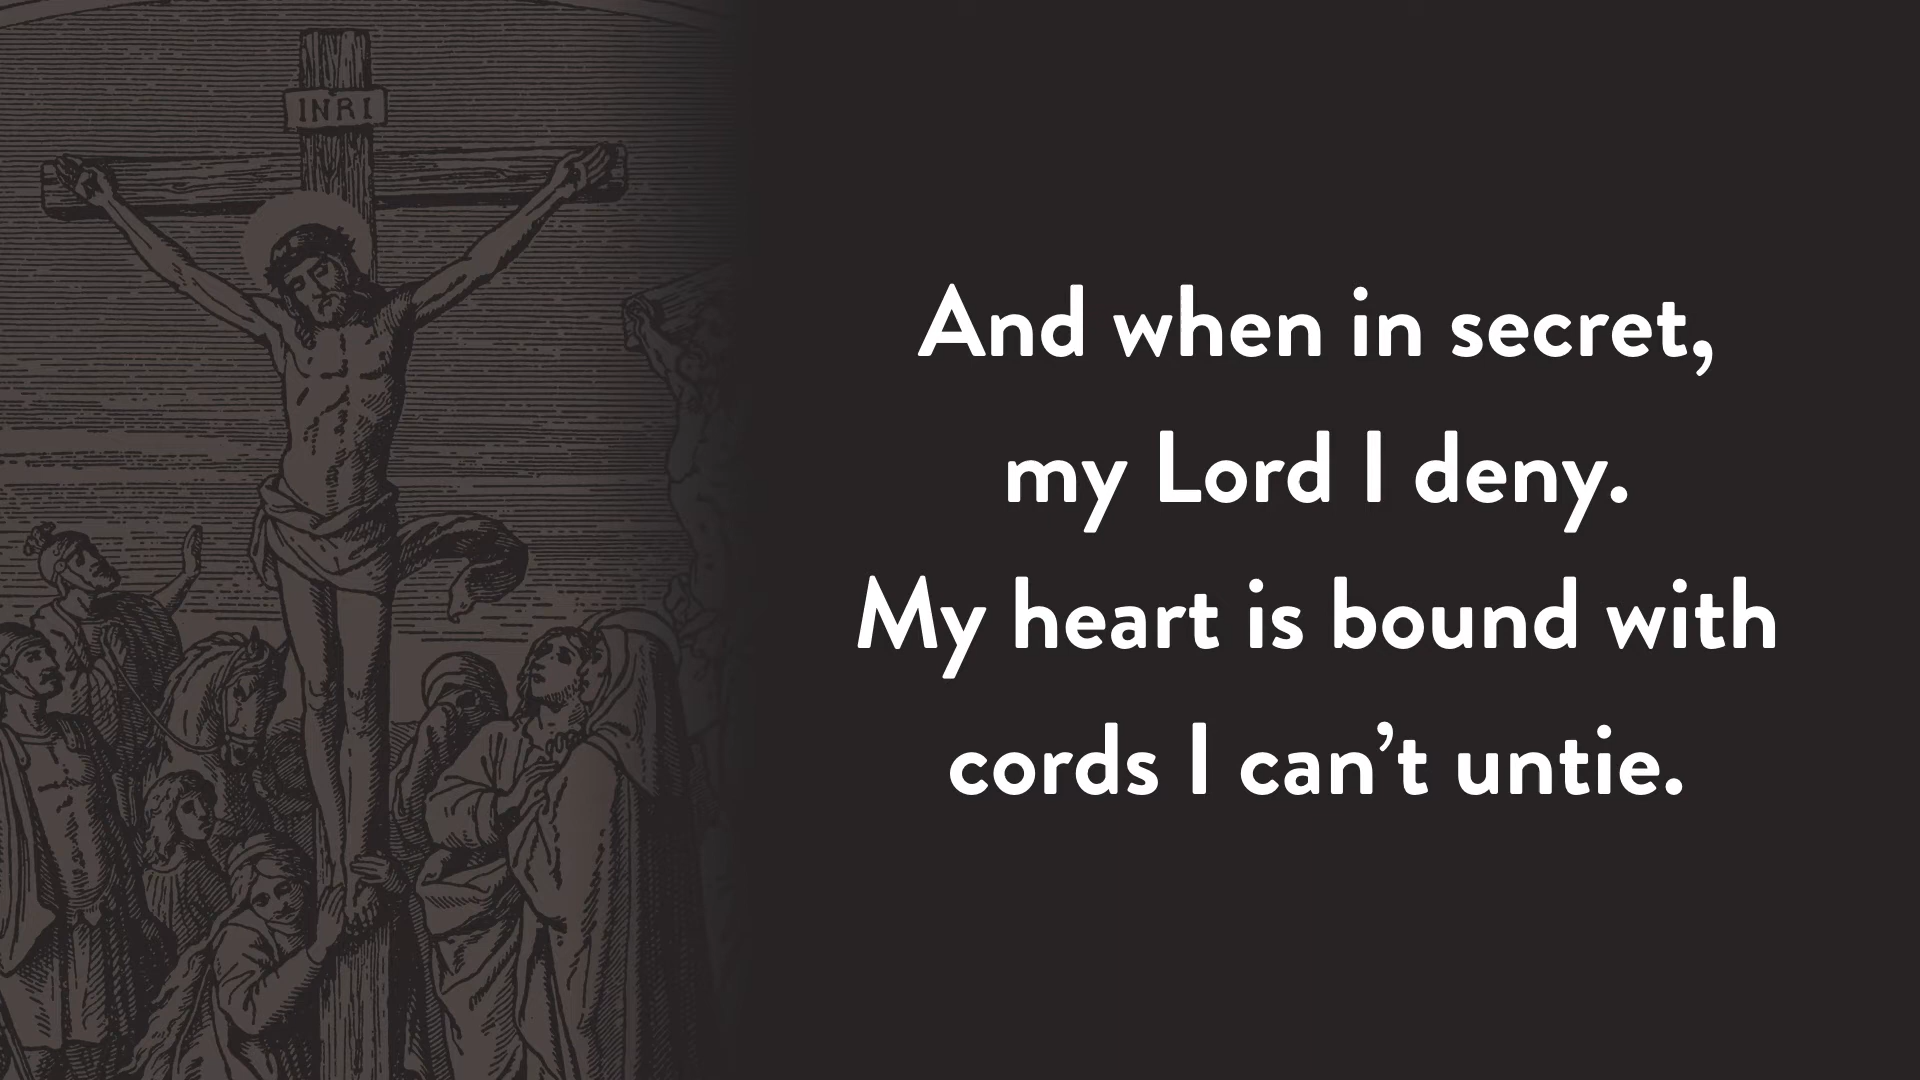 INRI
And when in secret,
my Lord I deny.
My heart is bound with
cords I can’t untie.